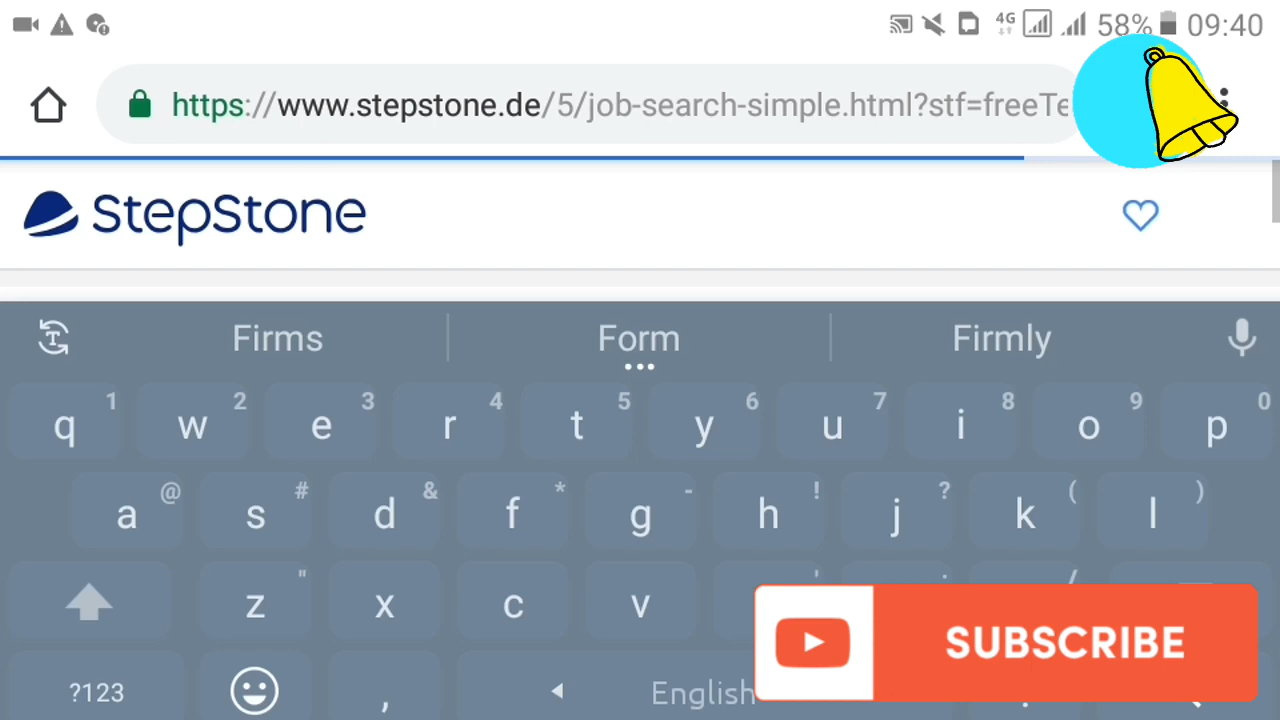 4G 58% 09:40
https://www.stepstone.de/5/job-search-simple.html?stf=freeTe
StepStone
Firms Form Firmly
1 2 3 4 5 6 7 8 9 0
q w e r t y u i o p
@ # & * - ! ? ( )
a s d f g h j k l
" ' /
z x c v
SUBSCRIBE
?123 , English